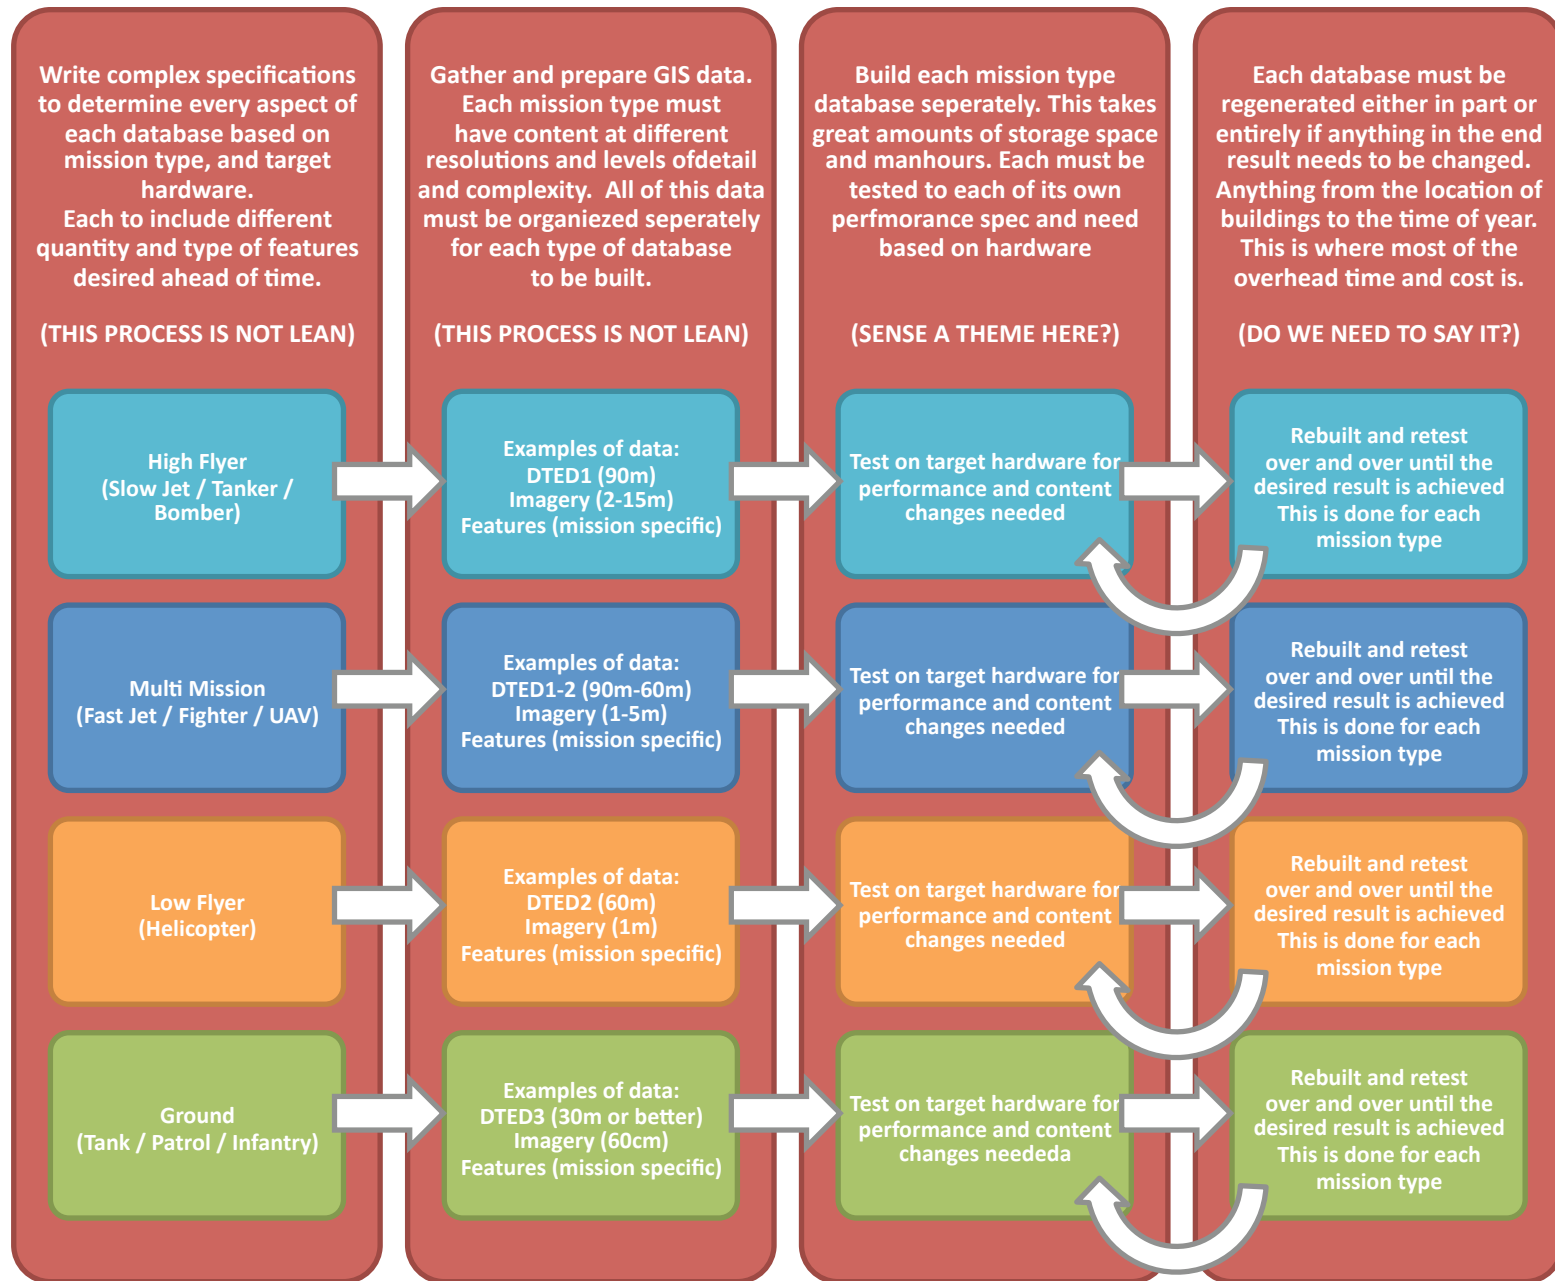 Write complex specifications
to determine every aspect of
each database based on
mission type, and target
hardware.
Each to include different
quantity and type of features
desired ahead of time.
(THIS PROCESS IS NOT LEAN)
High Flyer
(Slow Jet / Tanker /
Bomber)
Multi Mission
(Fast Jet / Fighter / UAV)
Low Flyer
(Helicopter)
Ground
(Tank / Patrol / Infantry)
Gather and prepare GIS data.
Each mission type must
have content at different
resolutions and levels ofdetail
and complexity.  All of this data
must be organiezed seperately
for each type of database
to be built.
(THIS PROCESS IS NOT LEAN)
Examples of data:
DTED1 (90m)
Imagery (2-15m)
Features (mission specific)
Examples of data:
DTED1-2 (90m-60m)
Imagery (1-5m)
Features (mission specific)
Examples of data:
DTED2 (60m)
Imagery (1m)
Features (mission specific)
Examples of data:
DTED3 (30m or better)
Imagery (60cm)
Features (mission specific)
Build each mission type
database seperately. This takes
great amounts of storage space
and manhours. Each must be
tested to each of its own
perfmorance spec and need
based on hardware
(SENSE A THEME HERE?)
Test on target hardware for
performance and content
changes needed
Test on target hardware for
performance and content
changes needed
Test on target hardware for
performance and content
changes needed
Test on target hardware for
performance and content
changes neededa
Each database must be
regenerated either in part or
entirely if anything in the end
result needs to be changed.
Anything from the location of
buildings to the time of year.
This is where most of the
overhead time and cost is.
(DO WE NEED TO SAY IT?)
Rebuilt and retest
over and over until the
desired result is achieved
This is done for each
mission type
Rebuilt and retest
over and over until the
desired result is achieved
This is done for each
mission type
Rebuilt and retest
over and over until the
desired result is achieved
This is done for each
mission type
Rebuilt and retest
over and over until the
desired result is achieved
This is done for each
mission type